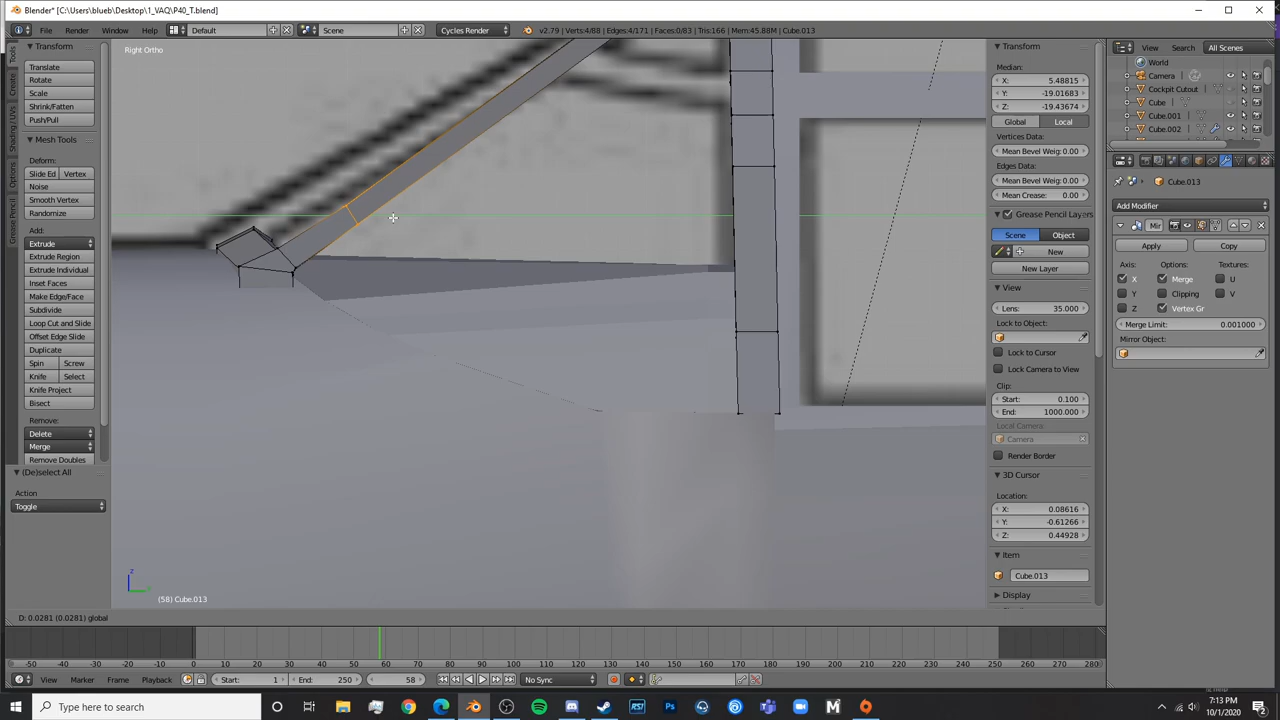 Blender* [C:\Users\blueb\Desktop\1_VAQ\P40_T.blend]
File Render Window Help Default Scene Cycles Render v2.79 | Verts:4/88 | Edges:4/171 | Faces:0/83 | Tris:166 | Mem:45.88M | Cube.013
Tools
Create
Shading / UVs
Options
Grease Pencil
Transform
Translate
Rotate
Scale
Shrink/Fatten
Push/Pull
Mesh Tools
Deform:
Slide Ed Vertex
Noise
Smooth Vertex
Randomize
Add:
Extrude
Extrude Region
Extrude Individual
Inset Faces
Make Edge/Face
Subdivide
Loop Cut and Slide
Offset Edge Slide
Duplicate
Spin Screw
Knife Select
Knife Project
Bisect
Remove:
Delete
Merge
Remove Doubles
(De)select All
Action
Toggle
Right Ortho
(58) Cube.013
D: 0.0281 (0.0281) global
Transform
Median:
X: 5.48815
Y: -19.01683
Z: -19.43674
Global Local
Vertices Data:
Mean Bevel Weig: 0.00
Edges Data:
Mean Bevel Weig: 0.00
Mean Crease: 0.00
Grease Pencil Layers
Scene Object
New
New Layer
View
Lens: 35.000
Lock to Object:
Lock to Cursor
Lock Camera to View
Clip:
Start: 0.100
End: 1000.000
Local Camera:
Camera
Render Border
3D Cursor
Location:
X: 0.08616
Y: -0.61266
Z: 0.44928
Item
Cube.013
Display
View Search All Scenes
World
Camera
Cockpit Cutout
Cube
Cube.001
Cube.002
Cube.013
Add Modifier
Mir
Apply Copy
Axis: Options: Textures:
X Merge U
Y Clipping V
Z Vertex Gr
Merge Limit: 0.001000
Mirror Object:
-50 -40 -30 -20 -10 0 10 20 30 40 50 60 70 80 90 100 110 120 130 140 150 160 170 180 190 200 210 220 230 240 250 260 270 280
View Marker Frame Playback Start: 1 End: 250 58 No Sync
Type here to search
RSI
Ps
M
7:13 PM
10/1/2020
2